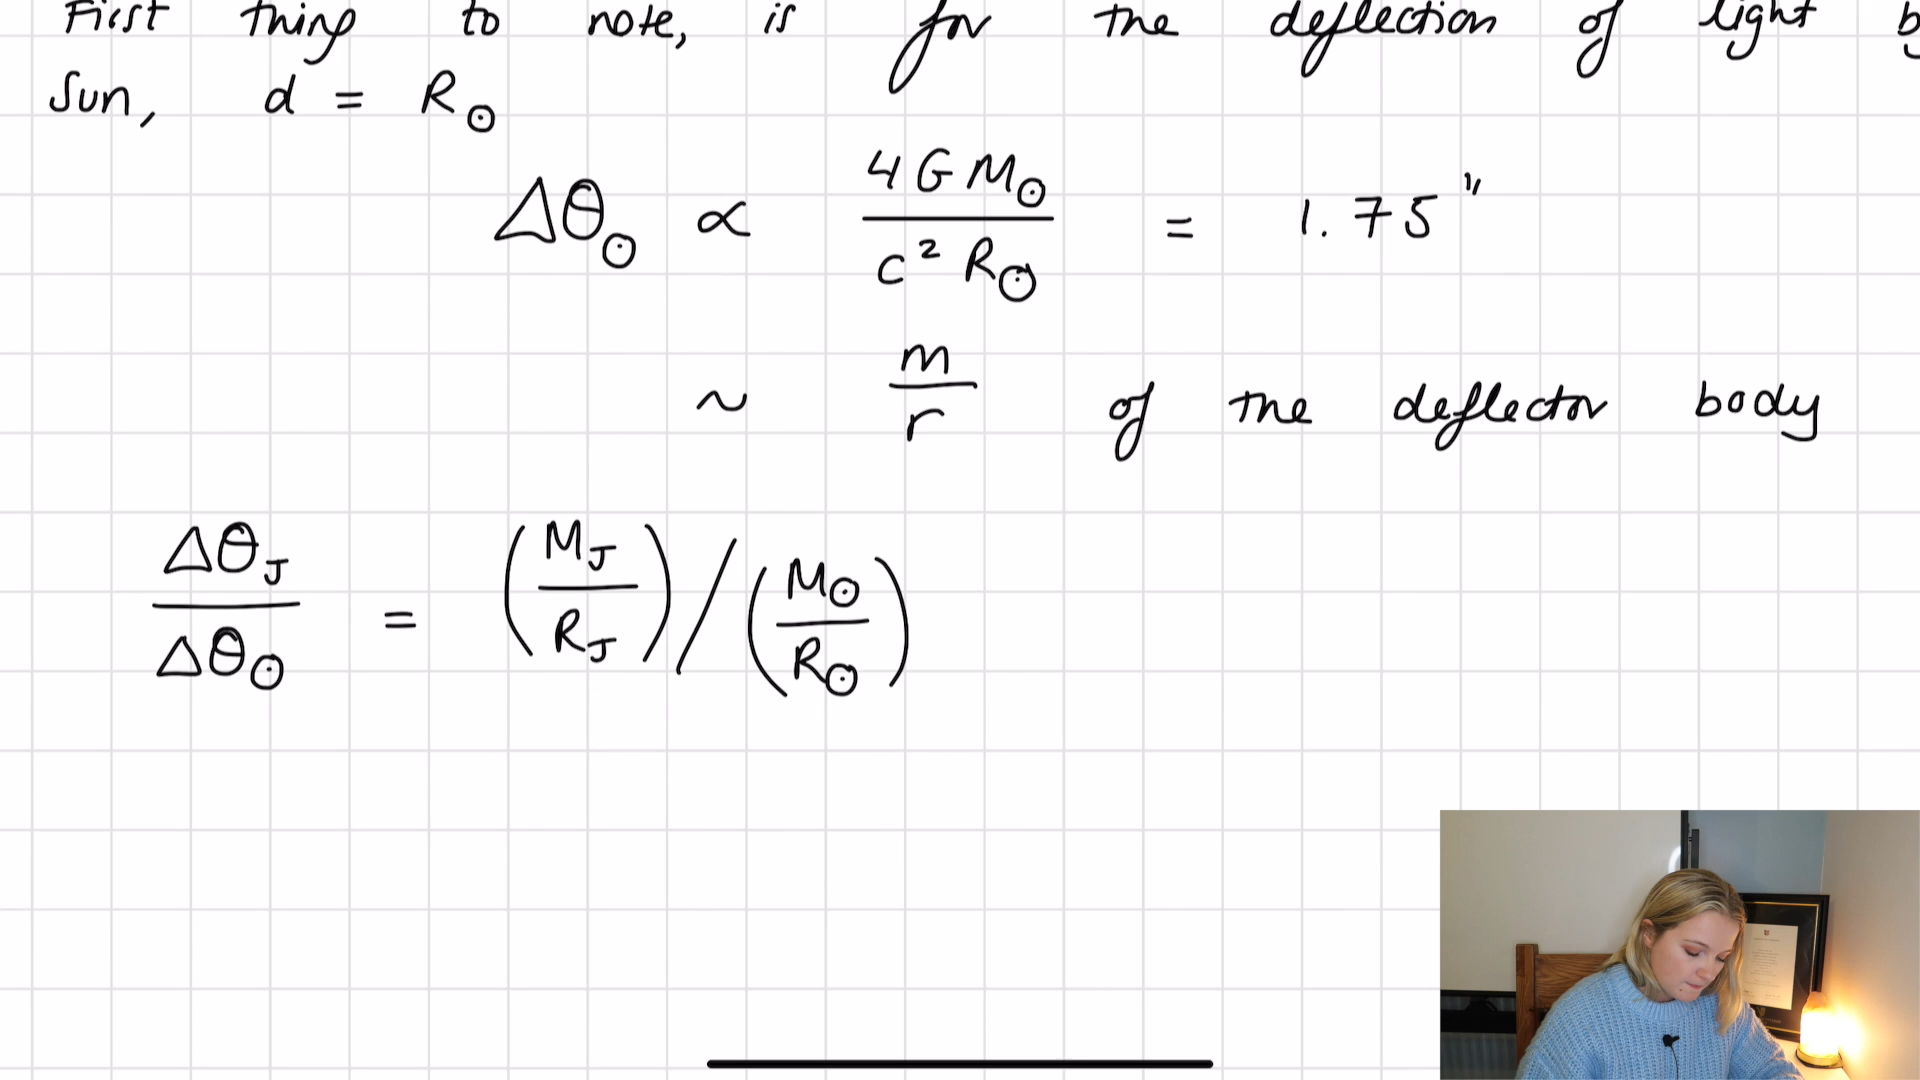 First thing to note, is for the deflection of light
Sun, d = R☉
Δθ☉ ∝ 4GM☉ / c² R☉ = 1.75"
~ m / r of the deflector body
ΔθJ / Δθ☉ = (MJ / RJ) / (M☉ / R☉)